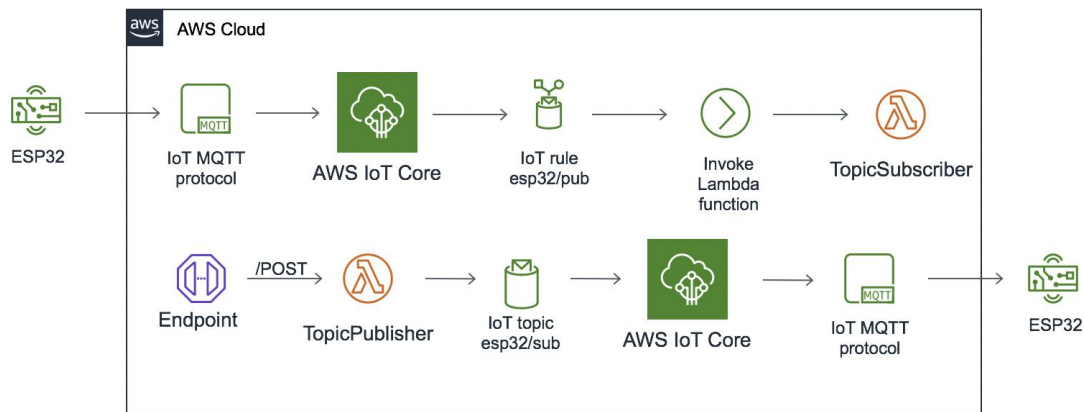 aws
AWS Cloud
MQTT
ESP32
IoT MQTT
protocol
AWS IoT Core
IoT rule
esp32/pub
Invoke
Lambda
function
TopicSubscriber
/POST
Endpoint
TopicPublisher
IoT topic
esp32/sub
AWS IoT Core
MQTT
IoT MQTT
protocol
ESP32